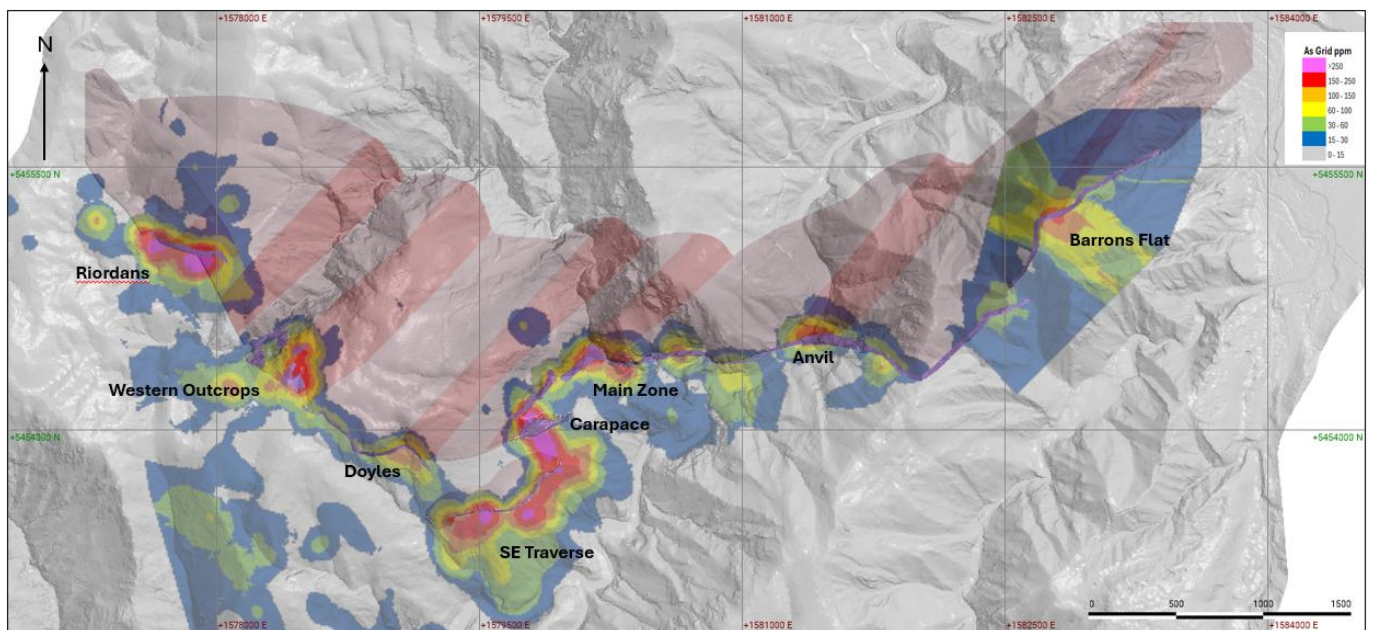 +1578000 E
+1579500 E
+1581000 E
+1582500 E
+1584000 E
N
As Grid ppm
>250
150 - 250
100 - 150
60 - 100
30 - 60
15 - 30
0 - 15
+5455500 N
+5455500 N
Barrons Flat
Riordans
Anvil
Western Outcrops
Main Zone
Carapace
+5454000 N
+5454000 N
Doyles
SE Traverse
0 500 1000 1500
+1578000 E
+1579500 E
+1581000 E
+1582500 E
+1584000 E